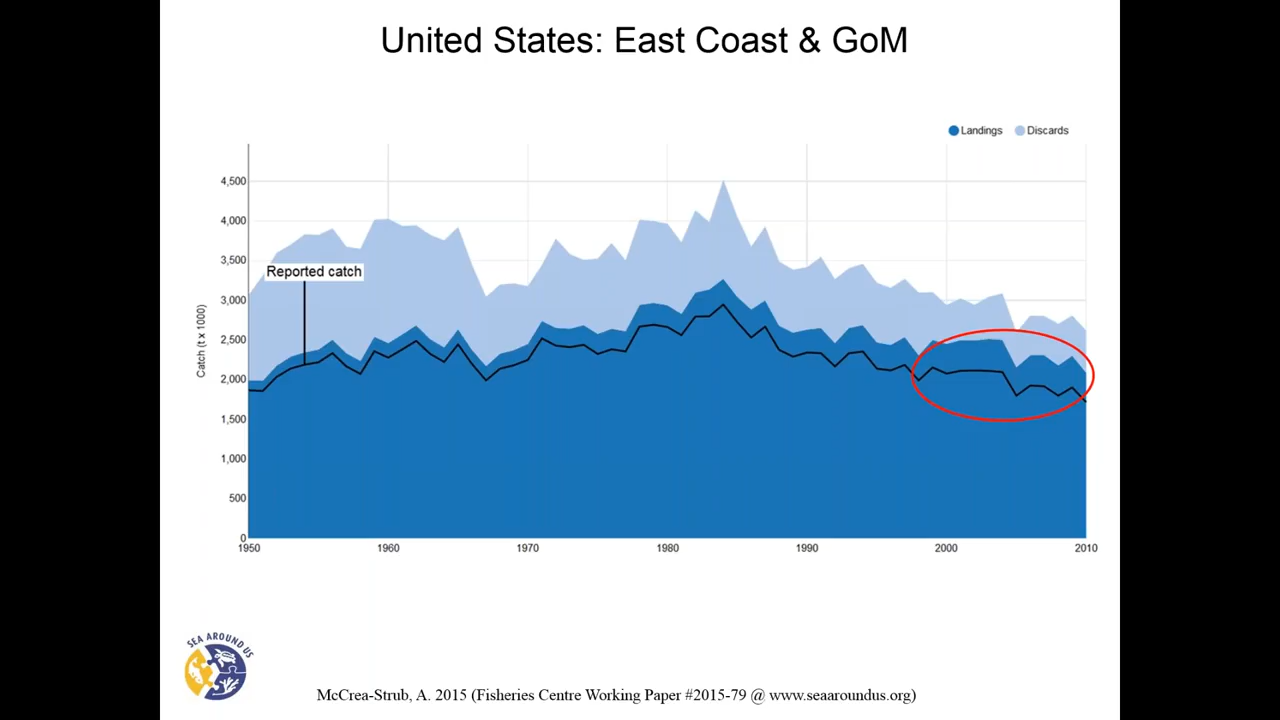 United States: East Coast & GoM
Landings Discards
4,500
4,000
3,500
Reported catch
3,000
2,500
2,000
1,500
1,000
500
0
Catch (t x 1000)
1950 1960 1970 1980 1990 2000 2010
SEA AROUND US
McCrea-Strub, A. 2015 (Fisheries Centre Working Paper #2015-79 @ www.seaaroundus.org)